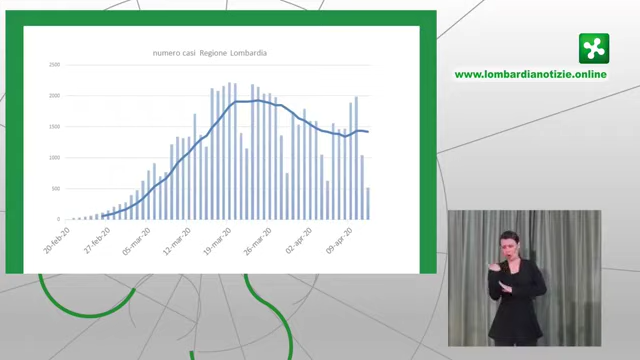 numero casi Regione Lombardia
2500
2000
1500
1000
500
0
20-feb-20
27-feb-20
05-mar-20
12-mar-20
19-mar-20
26-mar-20
02-apr-20
09-apr-20
www.lombardianotizie.online